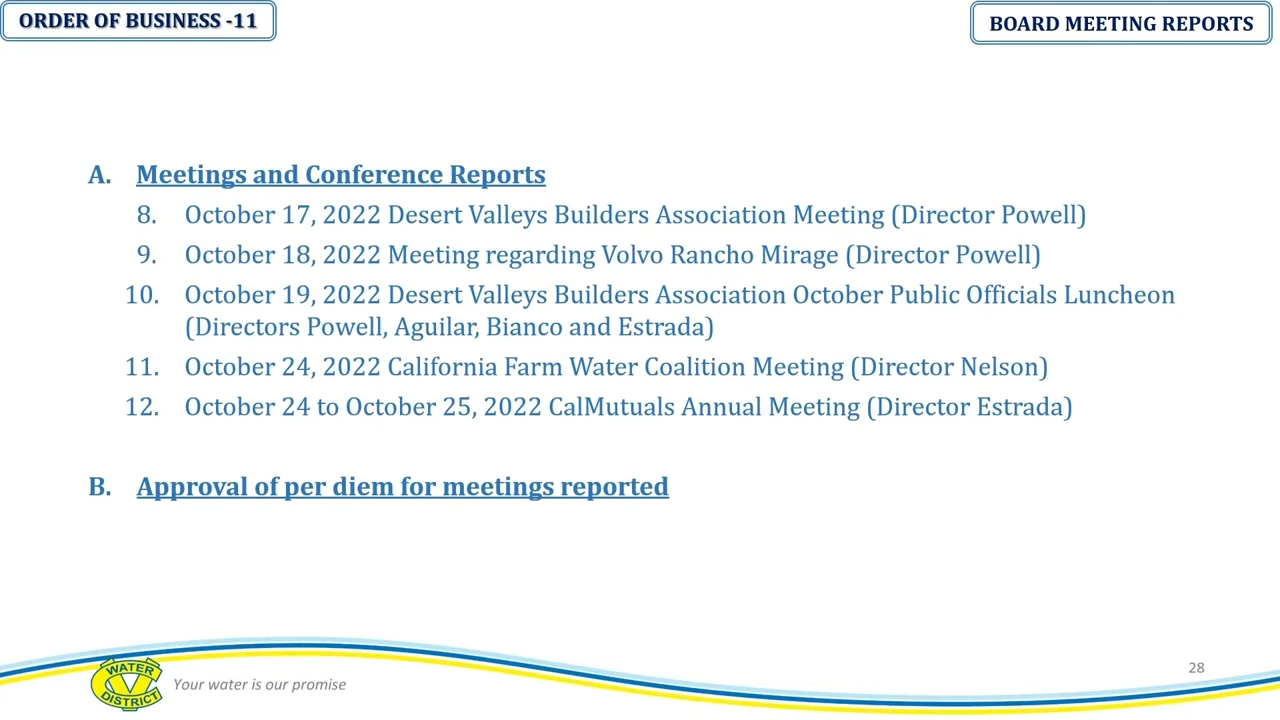 ORDER OF BUSINESS -11
BOARD MEETING REPORTS
A. Meetings and Conference Reports
8. October 17, 2022 Desert Valleys Builders Association Meeting (Director Powell)
9. October 18, 2022 Meeting regarding Volvo Rancho Mirage (Director Powell)
10. October 19, 2022 Desert Valleys Builders Association October Public Officials Luncheon
(Directors Powell, Aguilar, Bianco and Estrada)
11. October 24, 2022 California Farm Water Coalition Meeting (Director Nelson)
12. October 24 to October 25, 2022 CalMutuals Annual Meeting (Director Estrada)
B. Approval of per diem for meetings reported
28
WATER
CV
DISTRICT
Your water is our promise